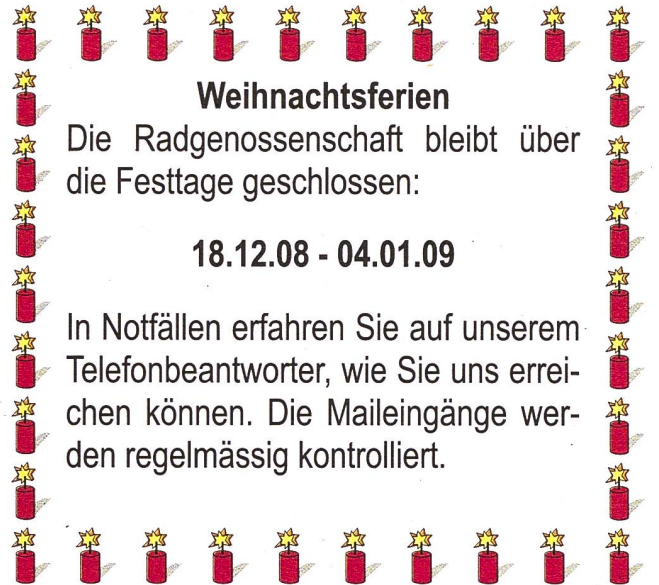 Weihnachtsferien
Die Radgenossenschaft bleibt über
die Festtage geschlossen:
18.12.08 - 04.01.09
In Notfällen erfahren Sie auf unserem
Telefonbeantworter, wie Sie uns errei-
chen können. Die Maileingänge wer-
den regelmässig kontrolliert.